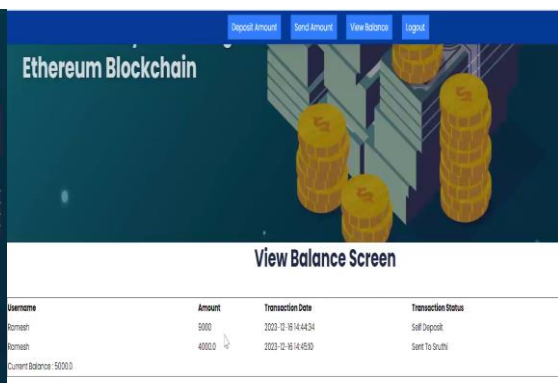 Deposit Amount Send Amount View Balance Logout
Ethereum Blockchain
View Balance Screen
Username Amount Transaction Date Transaction Status
Ramesh 9000 2023-12-16 14:44:34 Self Deposit
Ramesh 4000.0 2023-12-16 14:45:10 Sent To Sruthi
Current Balance : 5000.0